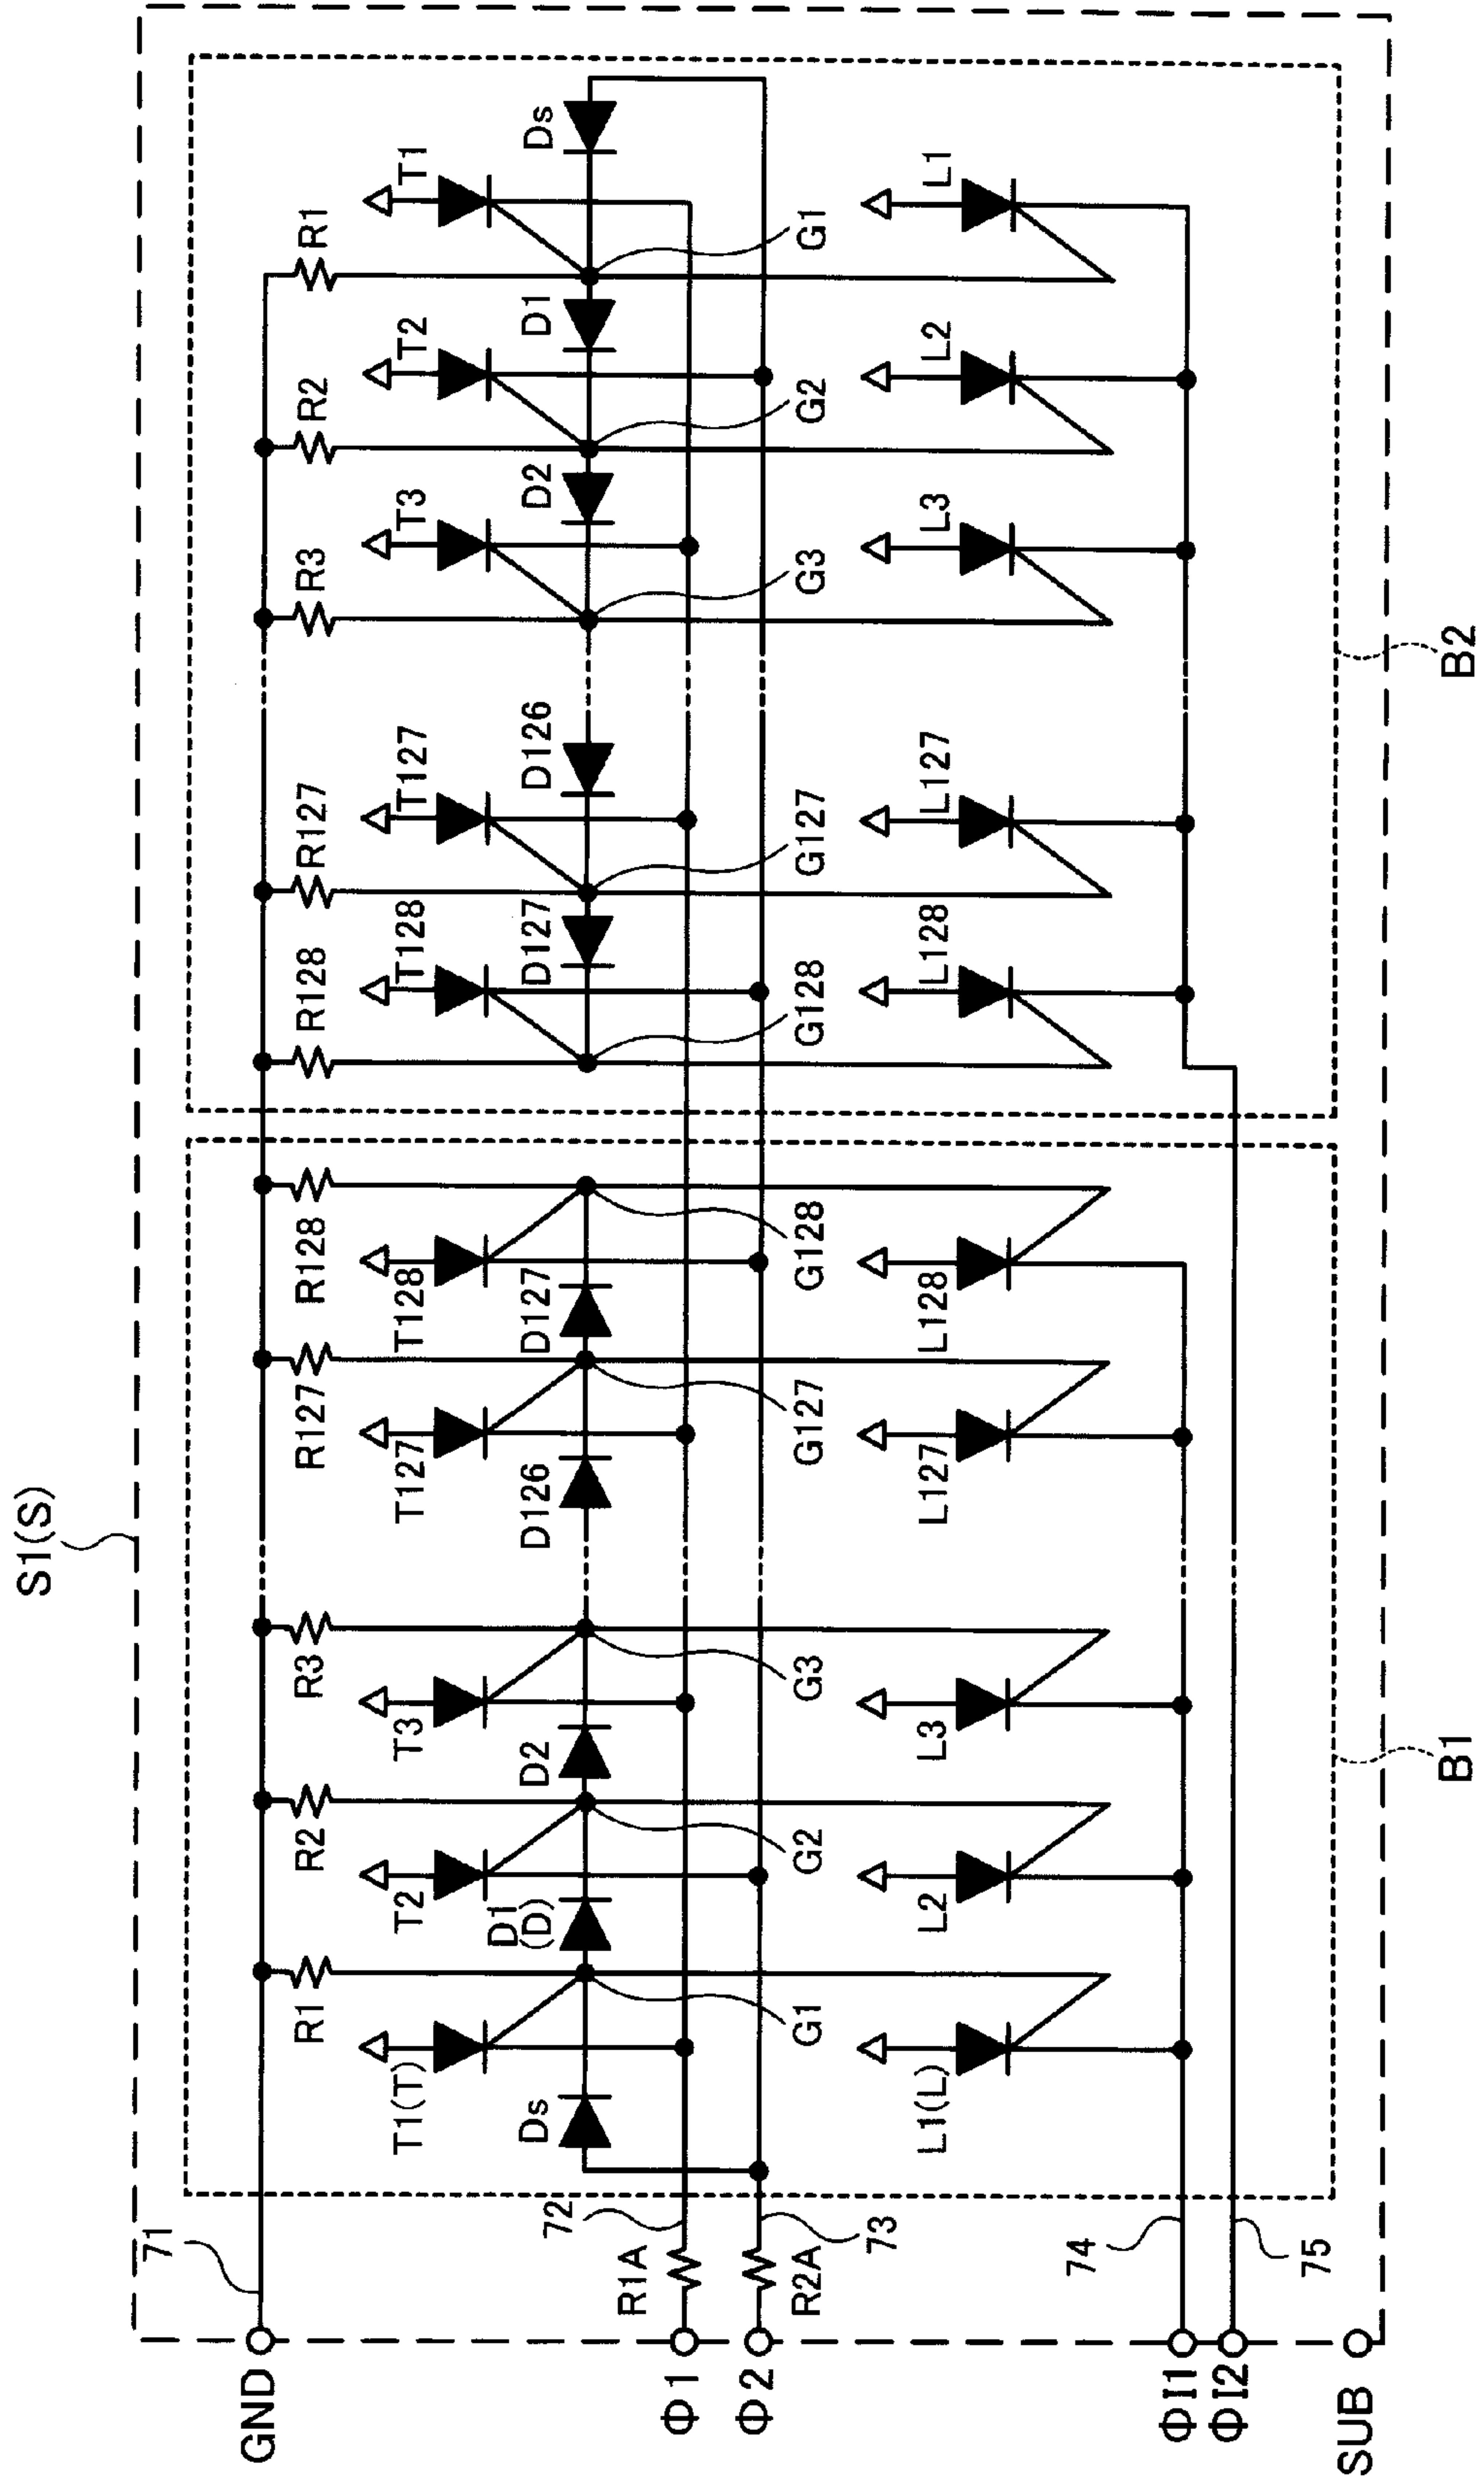 S1(S)
GND
71
R1
R2
R3
R127
R128
R128
R127
R3
R2
R1
T1(T)
T2
T3
T127
T128
T128
T127
T3
T2
T1
Ds
D1
(D)
D2
D126
D127
D127
D126
D2
D1
Ds
Φ1
R1A
72
Φ2
R2A
73
G1
G2
G3
G127
G128
G128
G127
G3
G2
G1
L1(L)
L2
L3
L127
L128
L128
L127
L3
L2
L1
ΦI1
74
ΦI2
75
SUB
B1
B2